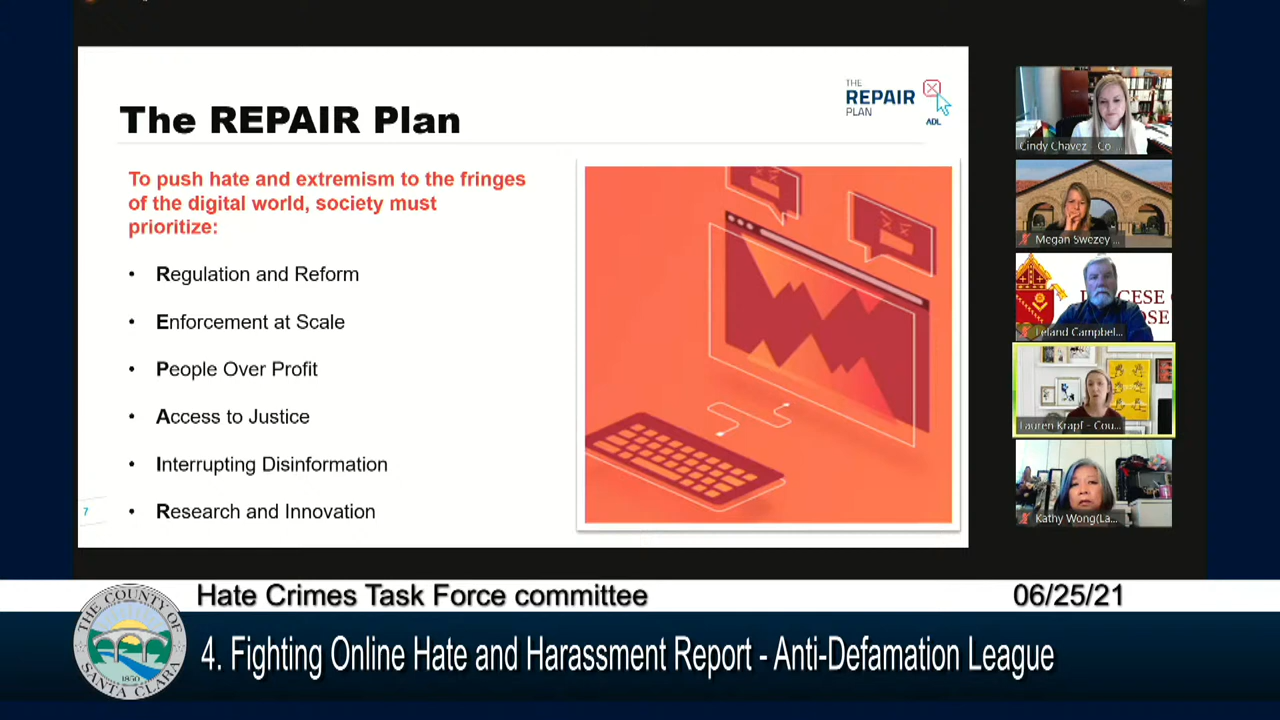 The REPAIR Plan
THE
REPAIR
PLAN
ADL
To push hate and extremism to the fringes
of the digital world, society must
prioritize:
• Regulation and Reform
• Enforcement at Scale
• People Over Profit
• Access to Justice
• Interrupting Disinformation
7
• Research and Innovation
Cindy Chavez - Co...
Megan Swezey ...
Leland Campbel...
Lauren Krapf - Cou...
Kathy Wong(La...
Hate Crimes Task Force committee
06/25/21
THE COUNTY OF
SANTA CLARA
1850
4. Fighting Online Hate and Harassment Report - Anti-Defamation League